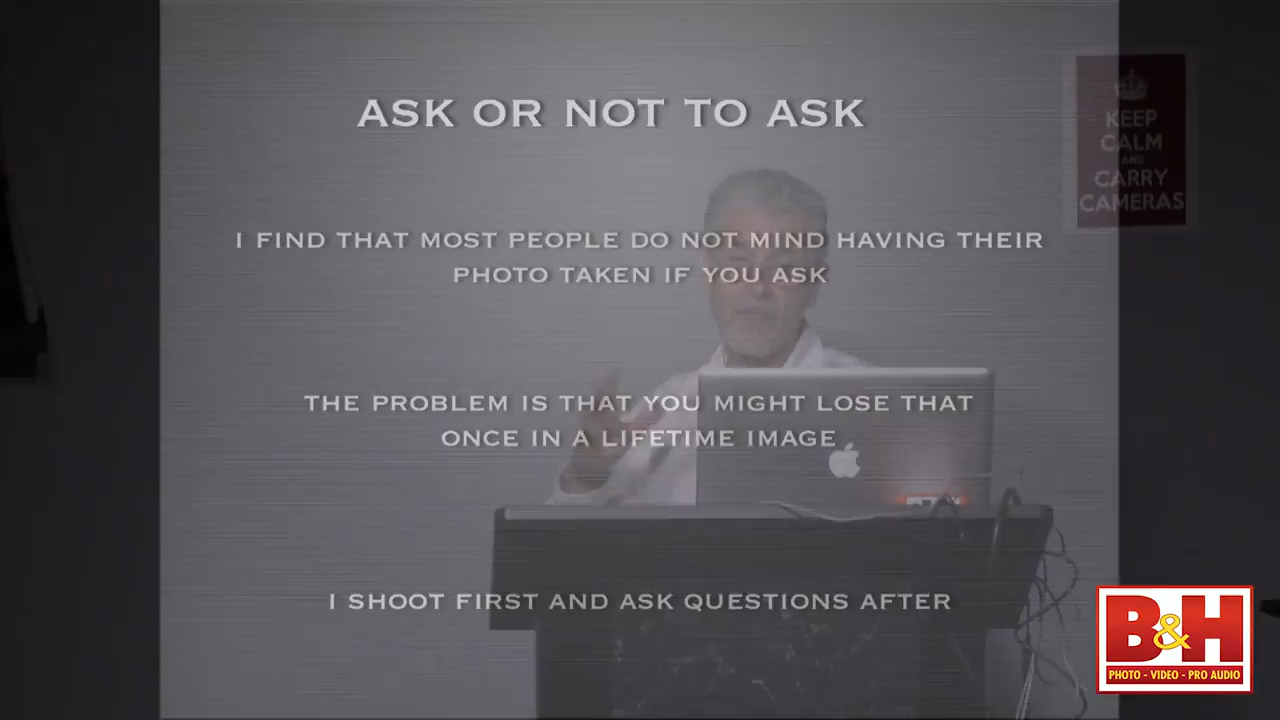 ASK OR NOT TO ASK
KEEP
CALM
AND
CARRY
CAMERAS
I FIND THAT MOST PEOPLE DO NOT MIND HAVING THEIR
PHOTO TAKEN IF YOU ASK
THE PROBLEM IS THAT YOU MIGHT LOSE THAT
ONCE IN A LIFETIME IMAGE
I SHOOT FIRST AND ASK QUESTIONS AFTER
B&H
PHOTO - VIDEO - PRO AUDIO